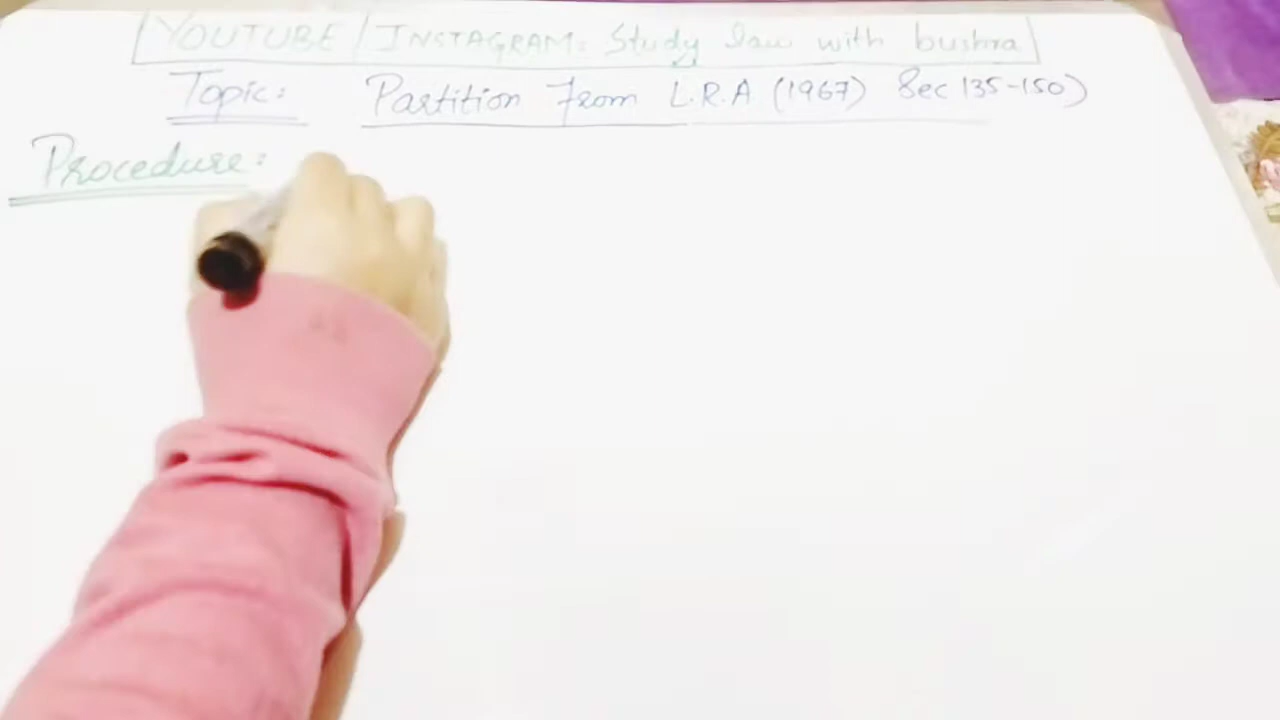 YOUTUBE / INSTAGRAM: Study law with bushra
Topic: Partition From L.R.A (1967) Sec 135-150)
Procedure: